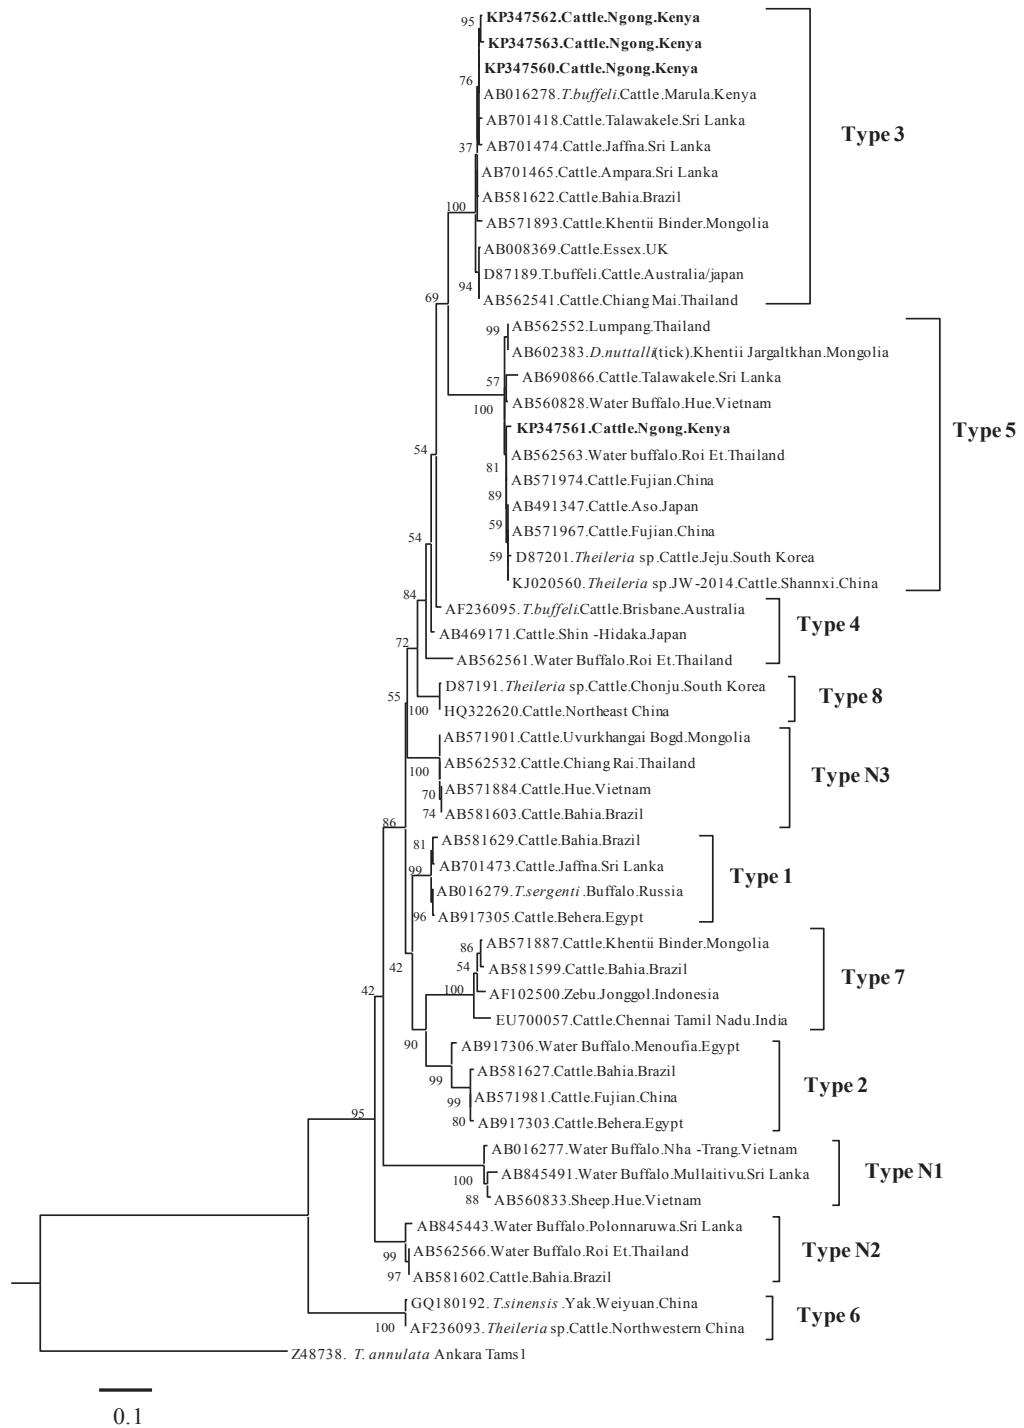 95
KP347562.Cattle.Ngong.Kenya
KP347563.Cattle.Ngong.Kenya
KP347560.Cattle.Ngong.Kenya
76
AB016278.T.buffeli.Cattle.Marula.Kenya
AB701418.Cattle.Talawakele.Sri Lanka
Type 3
37
AB701474.Cattle.Jaffna.Sri Lanka
AB701465.Cattle.Ampara.Sri Lanka
AB581622.Cattle.Bahia.Brazil
100
AB571893.Cattle.Khentii Binder.Mongolia
AB008369.Cattle.Essex.UK
D87189.T.buffeli.Cattle.Australia/japan
94
AB562541.Cattle.Chiang Mai.Thailand
69
AB562552.Lumpang.Thailand
99
AB602383.D.nuttalli(tick).Khentii Jargaltkhan.Mongolia
AB690866.Cattle.Talawakele.Sri Lanka
57
AB560828.Water Buffalo.Hue.Vietnam
100
KP347561.Cattle.Ngong.Kenya
Type 5
54
AB562563.Water buffalo.Roi Et.Thailand
81
AB571974.Cattle.Fujian.China
89
AB491347.Cattle.Aso.Japan
59
AB571967.Cattle.Fujian.China
54
D87201.Theileria sp.Cattle.Jeju.South Korea
59
KJ020560.Theileria sp.JW-2014.Cattle.Shannxi.China
84
AF236095.T.buffeli.Cattle.Brisbane.Australia
Type 4
AB469171.Cattle.Shin -Hidaka.Japan
72
AB562561.Water Buffalo.Roi Et.Thailand
D87191.Theileria sp.Cattle.Chonju.South Korea
Type 8
55
100
HQ322620.Cattle.Northeast China
AB571901.Cattle.Uvurkhangai Bogd.Mongolia
AB562532.Cattle.Chiang Rai.Thailand
Type N3
100
AB571884.Cattle.Hue.Vietnam
70
74
AB581603.Cattle.Bahia.Brazil
86
AB581629.Cattle.Bahia.Brazil
81
AB701473.Cattle.Jaffna.Sri Lanka
99
Type 1
AB016279.T.sergenti.Buffalo.Russia
96
AB917305.Cattle.Behera.Egypt
AB571887.Cattle.Khentii Binder.Mongolia
86
42
54
AB581599.Cattle.Bahia.Brazil
Type 7
42
100
AF102500.Zebu.Jonggol.Indonesia
EU700057.Cattle.Chennai Tamil Nadu.India
90
AB917306.Water Buffalo.Menoufia.Egypt
AB581627.Cattle.Bahia.Brazil
99
Type 2
AB571981.Cattle.Fujian.China
99
80
AB917303.Cattle.Behera.Egypt
95
AB016277.Water Buffalo.Nha -Trang.Vietnam
AB845491.Water Buffalo.Mullaitivu.Sri Lanka
Type N1
100
88
AB560833.Sheep.Hue.Vietnam
AB845443.Water Buffalo.Polonnaruwa.Sri Lanka
AB562566.Water Buffalo.Roi Et.Thailand
Type N2
99
97
AB581602.Cattle.Bahia.Brazil
GQ180192.T.sinensis .Yak.Weiyuan.China
Type 6
100
AF236093.Theileria sp.Cattle.Northwestern China
Z48738. T. annulata Ankara Tams1
0.1